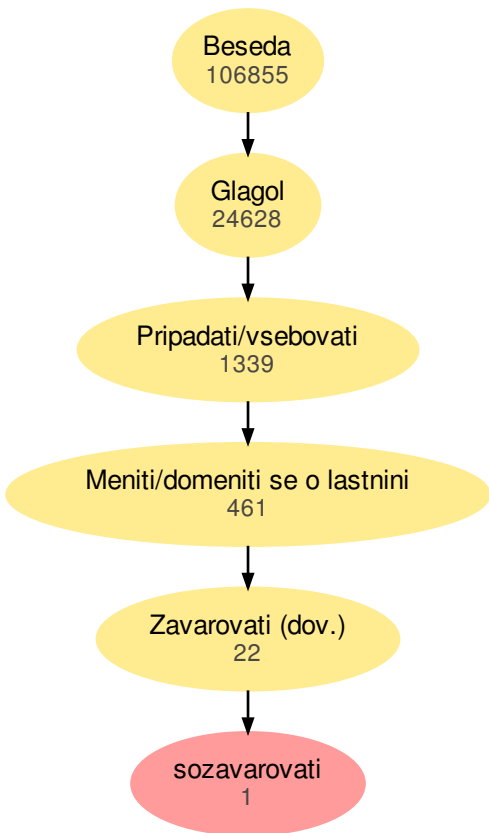 Beseda
106855
Glagol
24628
Pripadati/vsebovati
1339
Meniti/domeniti se o lastnini
461
Zavarovati (dov.)
22
sozavarovati
1